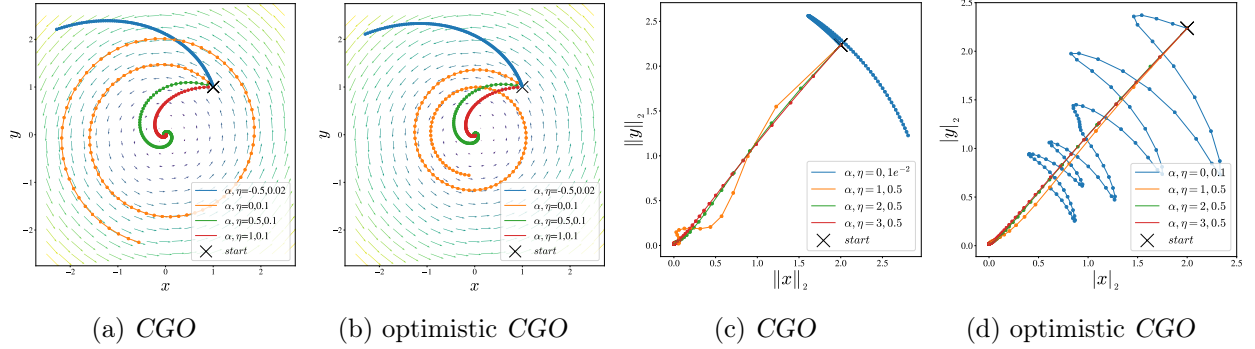 2
1
0
−1
−2
y
−2
−1
0
1
2
x
α, η=-0.5,0.02
α, η=0,0.1
α, η=0.5,0.1
α, η=1,0.1
start
(a) CGO
2
1
0
−1
−2
y
−2
−1
0
1
2
x
α, η=-0.5,0.02
α, η=0,0.1
α, η=0.5,0.1
α, η=1,0.1
start
(b) optimistic CGO
2.5
2.0
1.5
1.0
0.5
0.0
‖y‖₂
0.0
0.5
1.0
1.5
2.0
2.5
‖x‖₂
α, η = 0, 1e⁻²
α, η = 1, 0.5
α, η = 2, 0.5
α, η = 3, 0.5
start
(c) CGO
2.5
2.0
1.5
1.0
0.5
0.0
|y|₂
0.0
0.5
1.0
1.5
2.0
2.5
|x|₂
α, η = 0, 0.1
α, η = 1, 0.5
α, η = 2, 0.5
α, η = 3, 0.5
start
(d) optimistic CGO